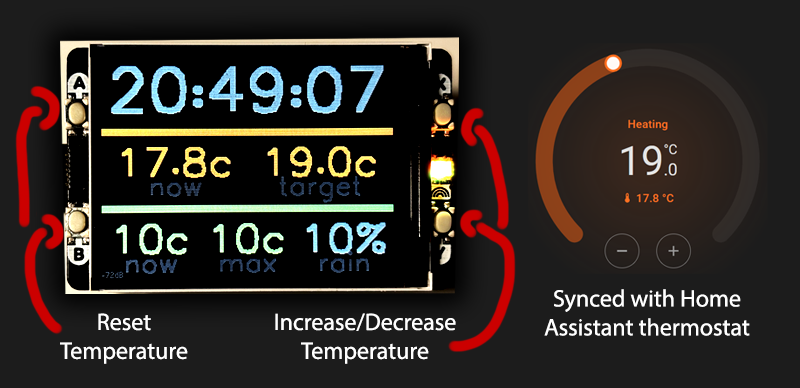 A
X
20:49:07
17.8c 19.0c
now target
10c 10c 10%
now max rain
B
Y
-72dB
Reset
Temperature
Increase/Decrease
Temperature
Heating
19 °C
.0
17.8 °C
− +
Synced with Home
Assistant thermostat